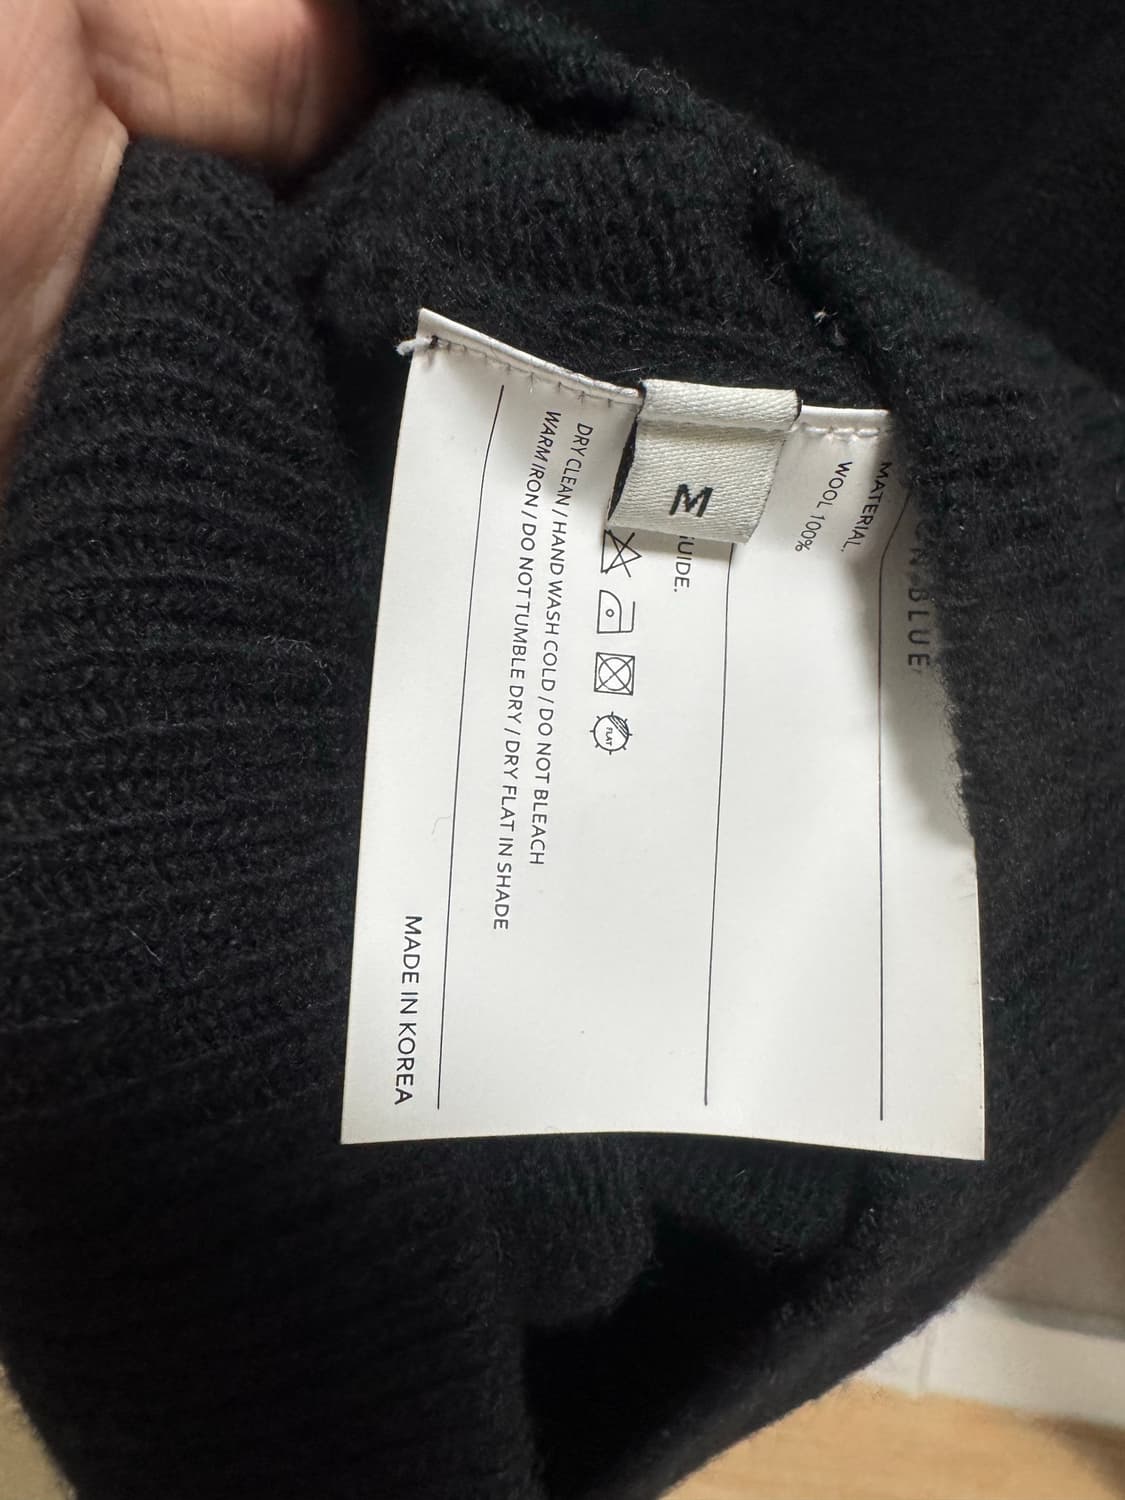 BLUE
MATERIAL.
WOOL 100%
M
UIDE.
FLAT
DRY CLEAN / HAND WASH COLD / DO NOT BLEACH
WARM IRON / DO NOT TUMBLE DRY / DRY FLAT IN SHADE
MADE IN KOREA